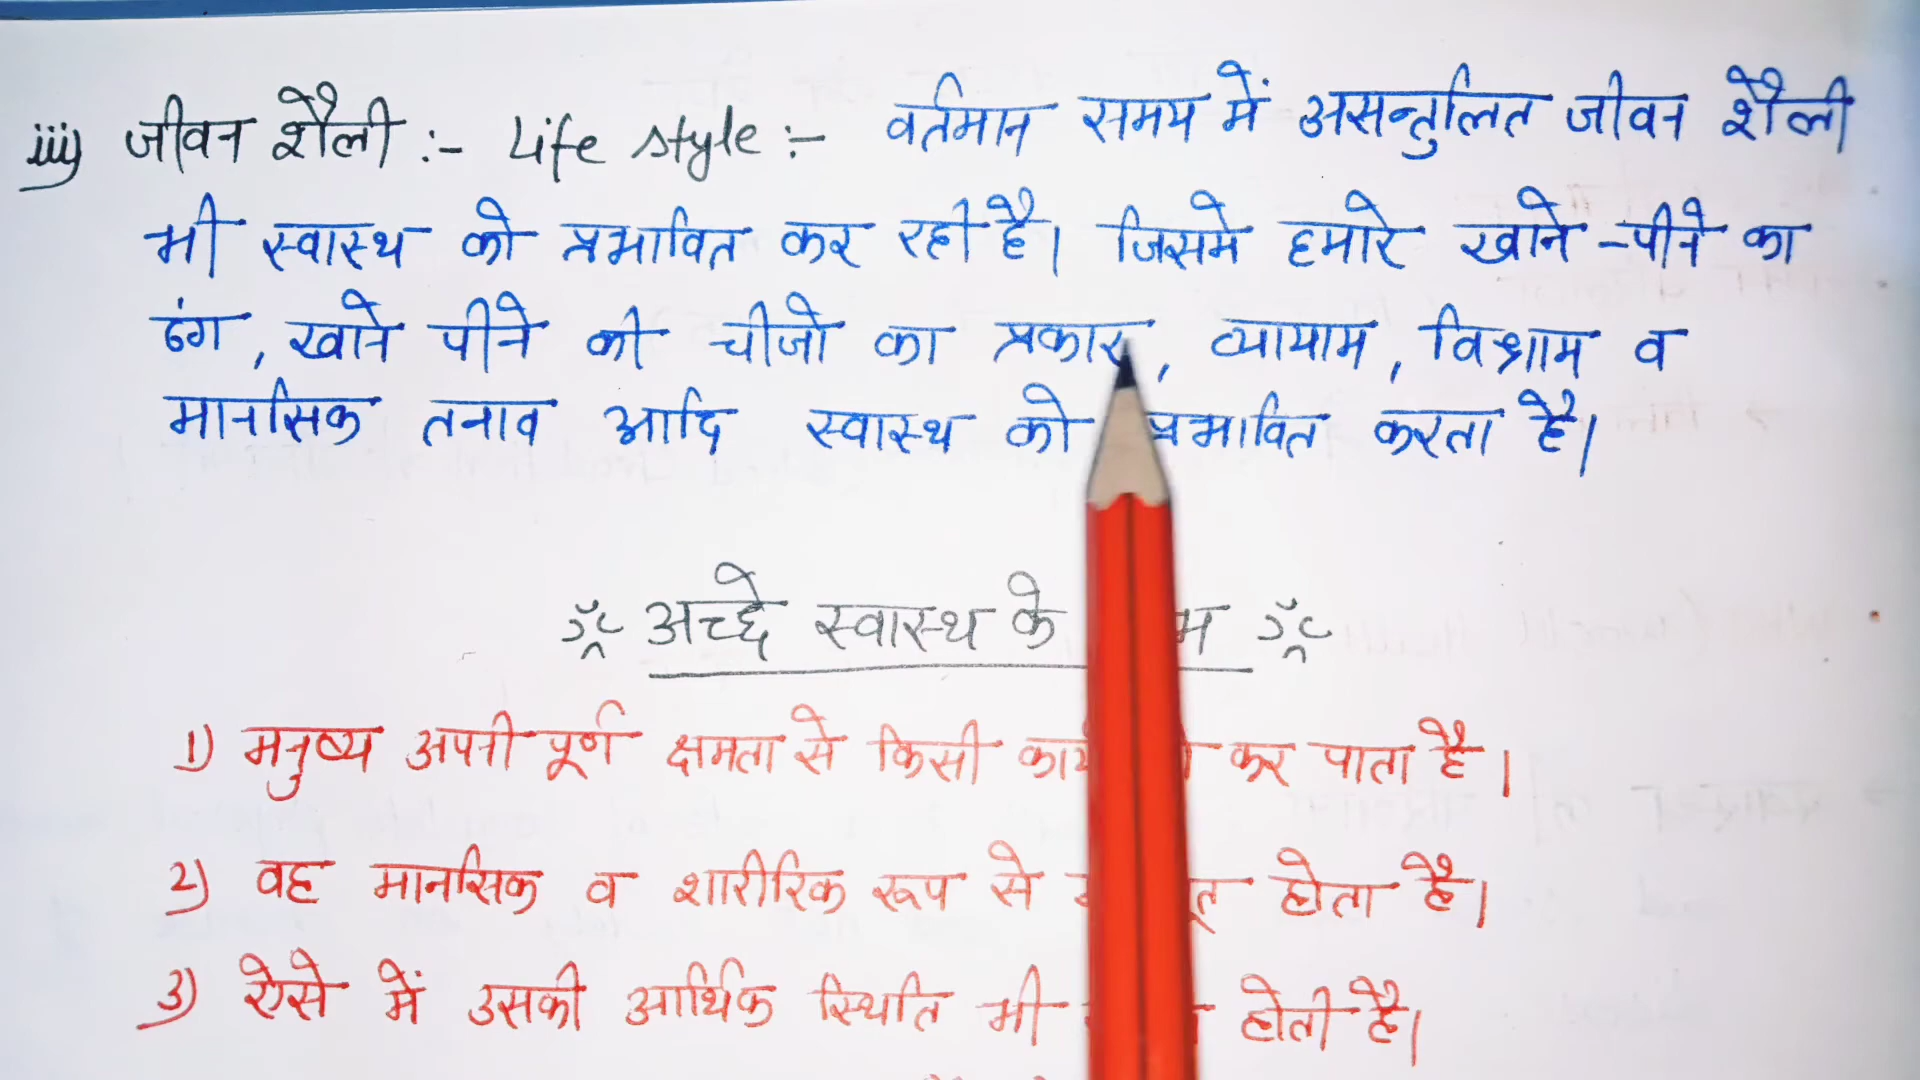 iii) जीवन शैली :- Life style :- वर्तमान समय में असन्तुलित जीवन शैली
भी स्वास्थ को प्रभावित कर रही है। जिसमे हमारे खाने-पीने का
ढंग, खाने पीने की चीजो का प्रकार, व्यायाम, विश्राम व
मानसिक तनाव आदि स्वास्थ को प्रभावित करता है।
अच्छे स्वास्थ के
1) मनुष्य अपनी पूर्ण क्षमता से किसी कर पाता है।
2) वह मानसिक व शारीरिक रूप से होता है।
3) ऐसे में उसकी आर्थिक स्थिति भी होती है।